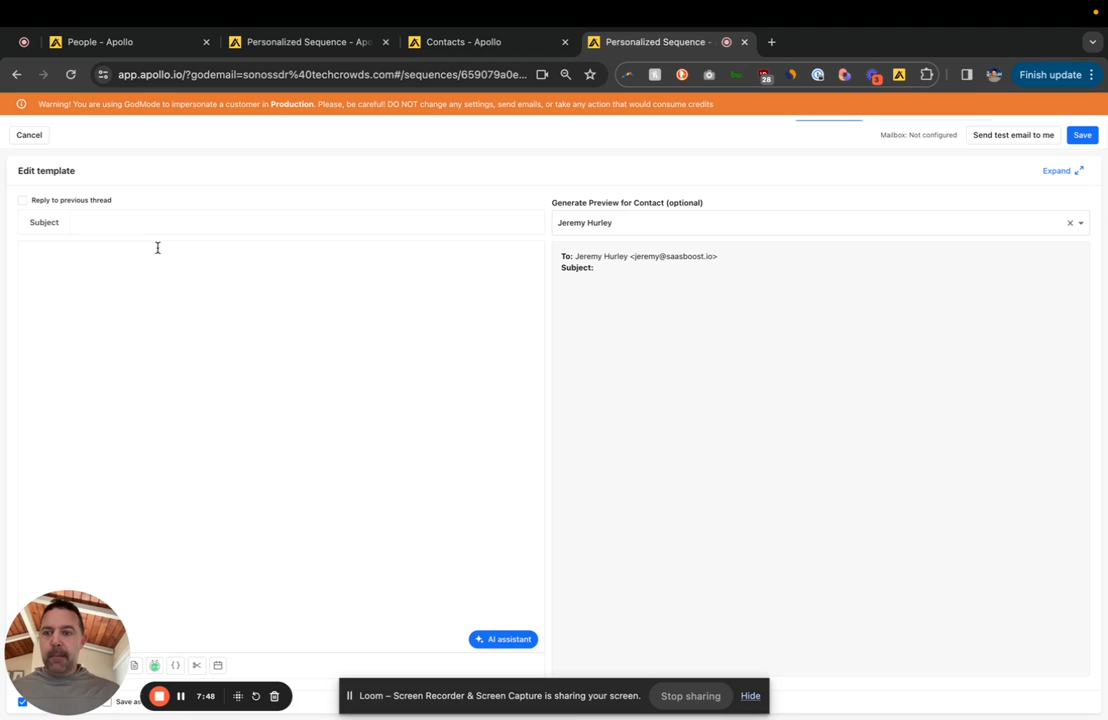 People - Apollo
Personalized Sequence - Apo
Contacts - Apollo
Personalized Sequence -
app.apollo.io/?godemail=sonossdr%40techcrowds.com#/sequences/659079a0e...
28
3
Finish update
Warning! You are using GodMode to impersonate a customer in Production. Please, be careful! DO NOT change any settings, send emails, or take any action that would consume credits
Cancel
Mailbox: Not configured
Send test email to me
Save
Edit template
Expand
Reply to previous thread
Generate Preview for Contact (optional)
Subject
Jeremy Hurley
To: Jeremy Hurley <jeremy@saasboost.io>
Subject:
AI assistant
{}
Save as
7:48
Loom – Screen Recorder & Screen Capture is sharing your screen.
Stop sharing
Hide